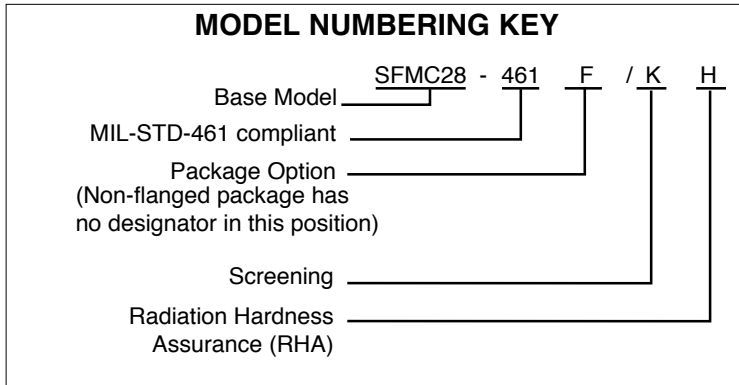 MODEL NUMBERING KEY
SFMC28 - 461 F / K H
Base Model
MIL-STD-461 compliant
Package Option
(Non-flanged package has
no designator in this position)
Screening
Radiation Hardness
Assurance (RHA)